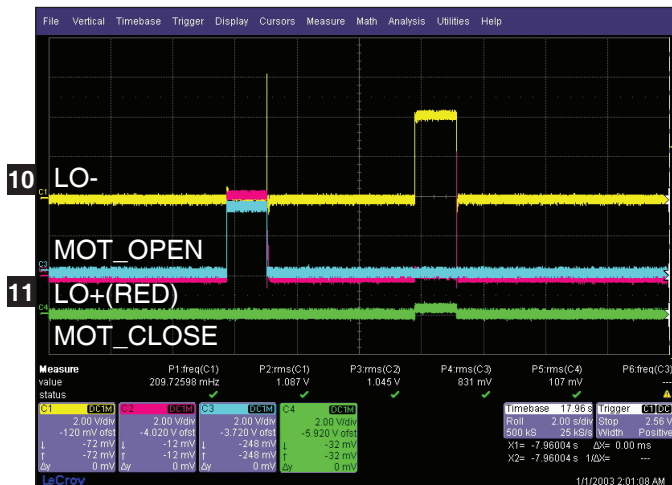 File Vertical Timebase Trigger Display Cursors Measure Math Analysis Utilities Help
10 C1 LO-
MOT_OPEN
C3
11 LO+(RED)
C4
MOT_CLOSE
Measure P1:freq(C1) P2:rms(C1) P3:rms(C2) P4:rms(C3) P5:rms(C4) P6:freq(C3)
value 209.72598 mHz 1.087 V 1.045 V 831 mV 107 mV ---
status
C1 DC1M C2 DC1M C3 DC1M C4 DC1M Timebase 17.96 s Trigger C1 DC
2.00 V/div 2.00 V/div 2.00 V/div 2.00 V/div Roll 2.00 s/div Stop 2.56 V
-120 mV ofst -4.020 V ofst -3.720 V ofst -5.920 V ofst 500 kS 25 kS/s Width Positive
↓ -72 mV ↓ -12 mV ↓ -248 mV ↓ -32 mV X1= -7.96004 s ΔX= 0.00 ms
↑ -72 mV ↑ -12 mV ↑ -248 mV ↑ -32 mV X2= -7.96004 s 1/ΔX= ---
Δy 0 mV Δy 0 mV Δy 0 mV Δy 0 mV
LeCroy 1/1/2003 2:01:08 AM